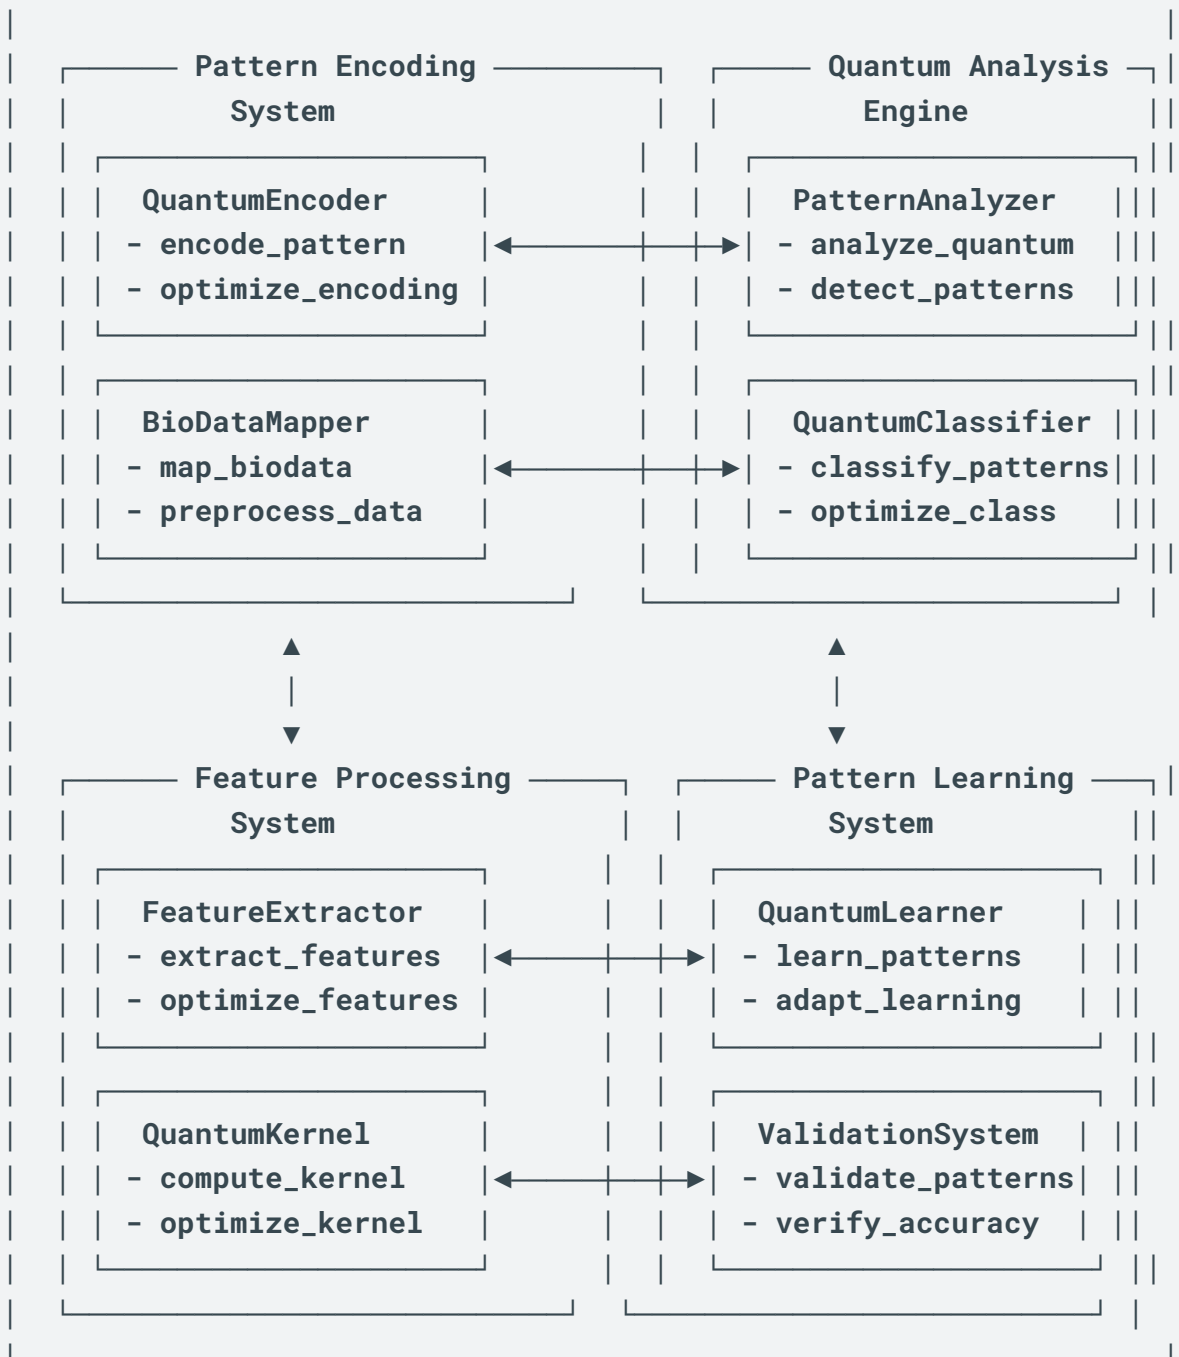 Pattern Encoding System
Quantum Analysis Engine
QuantumEncoder
- encode_pattern
- optimize_encoding
PatternAnalyzer
- analyze_quantum
- detect_patterns
BioDataMapper
- map_biodata
- preprocess_data
QuantumClassifier
- classify_patterns
- optimize_class
Feature Processing System
Pattern Learning System
FeatureExtractor
- extract_features
- optimize_features
QuantumLearner
- learn_patterns
- adapt_learning
QuantumKernel
- compute_kernel
- optimize_kernel
ValidationSystem
- validate_patterns
- verify_accuracy